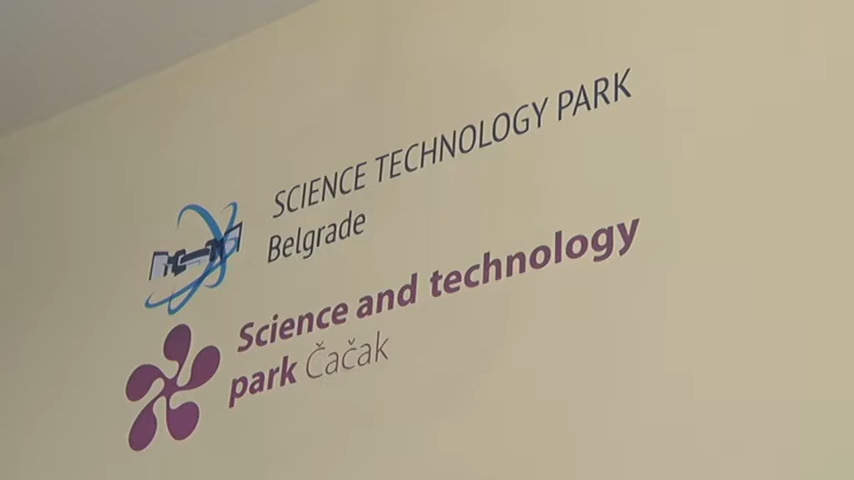 SCIENCE TECHNOLOGY PARK
Belgrade
Science and technology
park Čačak